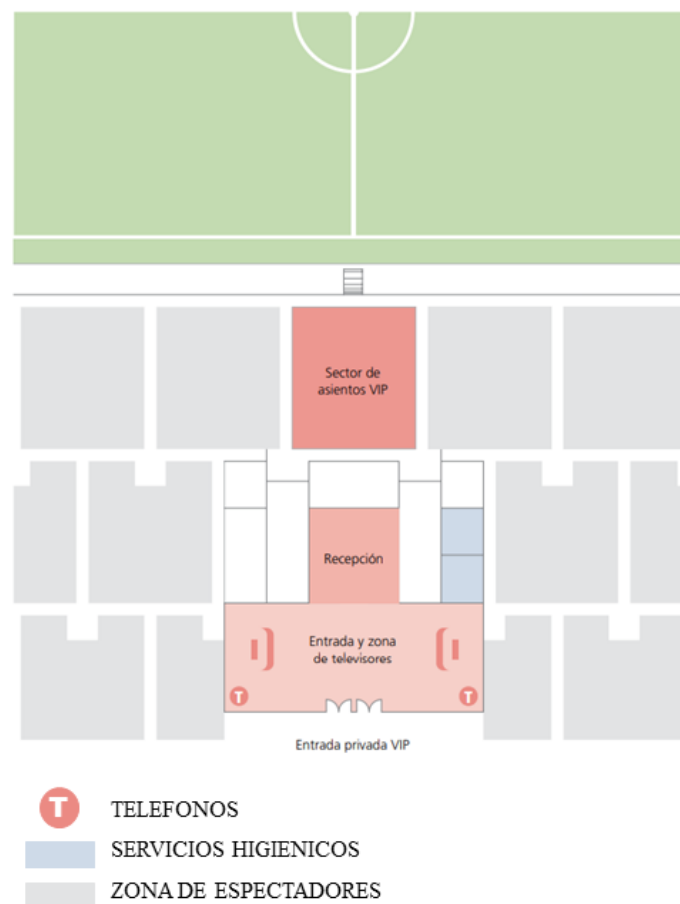 Sector de
asientos VIP
Recepción
Entrada y zona
de televisores
T
T
Entrada privada VIP
T TELEFONOS
SERVICIOS HIGIENICOS
ZONA DE ESPECTADORES